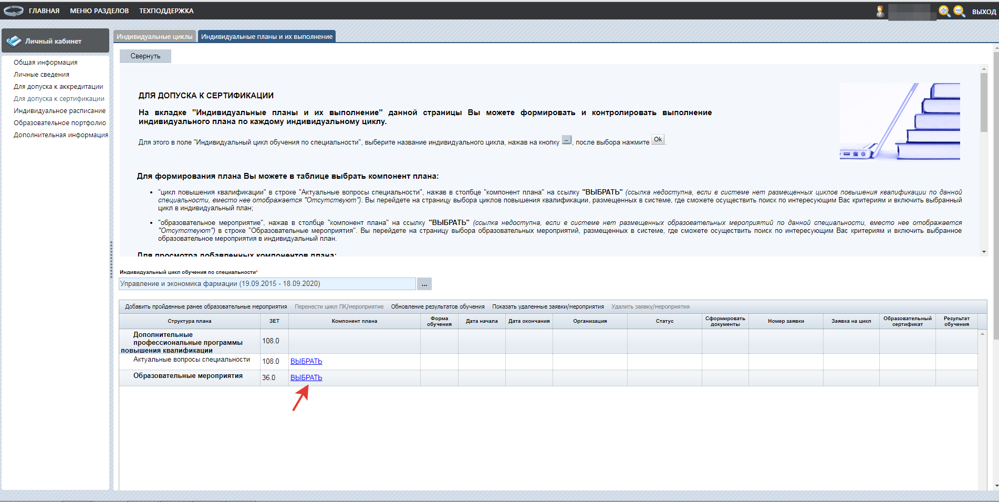 ГЛАВНАЯ МЕНЮ РАЗДЕЛОВ ТЕХПОДДЕРЖКА ВЫХОД
Личный кабинет
Общая информация
Личные сведения
Для допуска к аккредитации
Для допуска к сертификации
Индивидуальное расписание
Образовательное портфолио
Дополнительная информация
Индивидуальные циклы Индивидуальные планы и их выполнение
Свернуть
ДЛЯ ДОПУСКА К СЕРТИФИКАЦИИ
На вкладке "Индивидуальные планы и их выполнение" данной страницы Вы можете формировать и контролировать выполнение
индивидуального плана по каждому индивидуальному циклу.
Для этого в поле "Индивидуальный цикл обучения по специальности", выберите название индивидуального цикла, нажав на кнопку ..., после выбора нажмите Ok.
Для формирования плана Вы можете в таблице выбрать компонент плана:
• "цикл повышения квалификации" в строке "Актуальные вопросы специальности", нажав в столбце "компонент плана" на ссылку "ВЫБРАТЬ" (ссылка недоступна, если в системе нет размещенных циклов повышения квалификации по данной
специальности, вместо нее отображается "Отсутствуют"). Вы перейдете на страницу выбора циклов повышения квалификации, размещенных в системе, где сможете осуществить поиск по интересующим Вас критериям и включить выбранный
цикл в индивидуальный план;
• "образовательное мероприятие", нажав в столбце "компонент плана" на ссылку "ВЫБРАТЬ" (ссылка недоступна, если в системе нет размещенных образовательных мероприятий по данной специальности, вместо нее отображается
"Отсутствуют") в строке "Образовательные мероприятия". Вы перейдете на страницу выбора образовательных мероприятий, размещенных в системе, где сможете осуществить поиск по интересующим Вас критериям и включить выбранное
образовательное мероприятие в индивидуальный план.
Для просмотра добавленных компонентов плана:
Индивидуальный цикл обучения по специальности*
Управление и экономика фармации (19.09.2015 - 18.09.2020) ...
Добавить пройденные ранее образовательные мероприятия Перенести цикл ПК/мероприятие Обновление результатов обучения Показать удаленные заявки/мероприятия Удалить заявку/мероприятия
Структура плана ЗЕТ Компонент плана Форма обучения Дата начала Дата окончания Организация Статус Сформировать документы Номер заявки Заявка на цикл Образовательный сертификат Результат обучения
Дополнительные
профессиональные программы
повышения квалификации 108.0
Актуальные вопросы специальности 108.0 ВЫБРАТЬ
Образовательные мероприятия 36.0 ВЫБРАТЬ